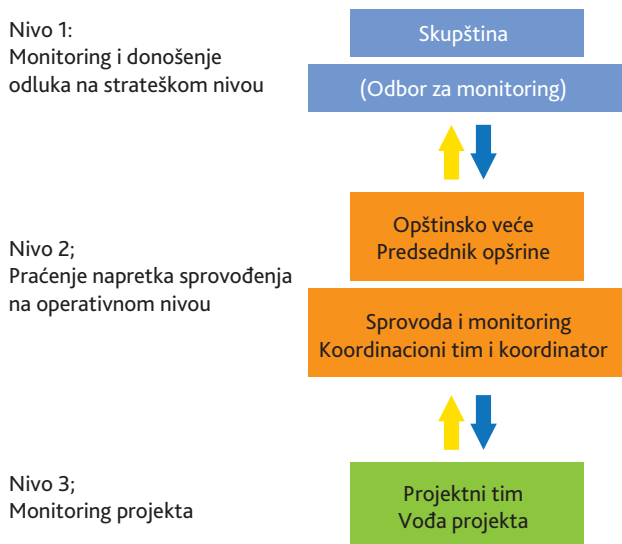 Nivo 1:
Monitoring i donošenje
odluka na strateškom nivou
Skupština
(Odbor za monitoring)
Nivo 2;
Praćenje napretka sprovođenja
na operativnom nivou
Opštinsko veće
Predsednik opšrine
Sprovoda i monitoring
Koordinacioni tim i koordinator
Nivo 3;
Monitoring projekta
Projektni tim
Vođa projekta